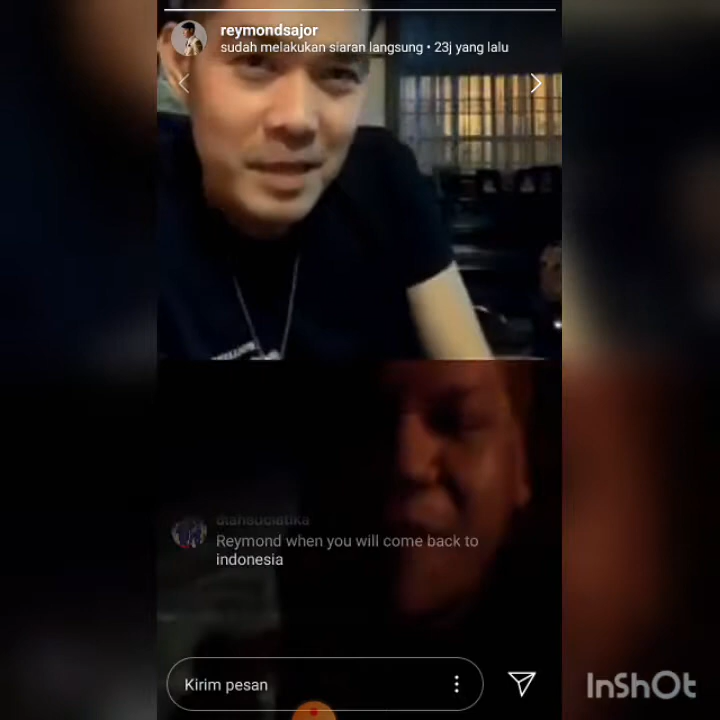 reymondsajor
sudah melakukan siaran langsung • 23j yang lalu
Reymond when you will come back to
indonesia
Kirim pesan
InShOt